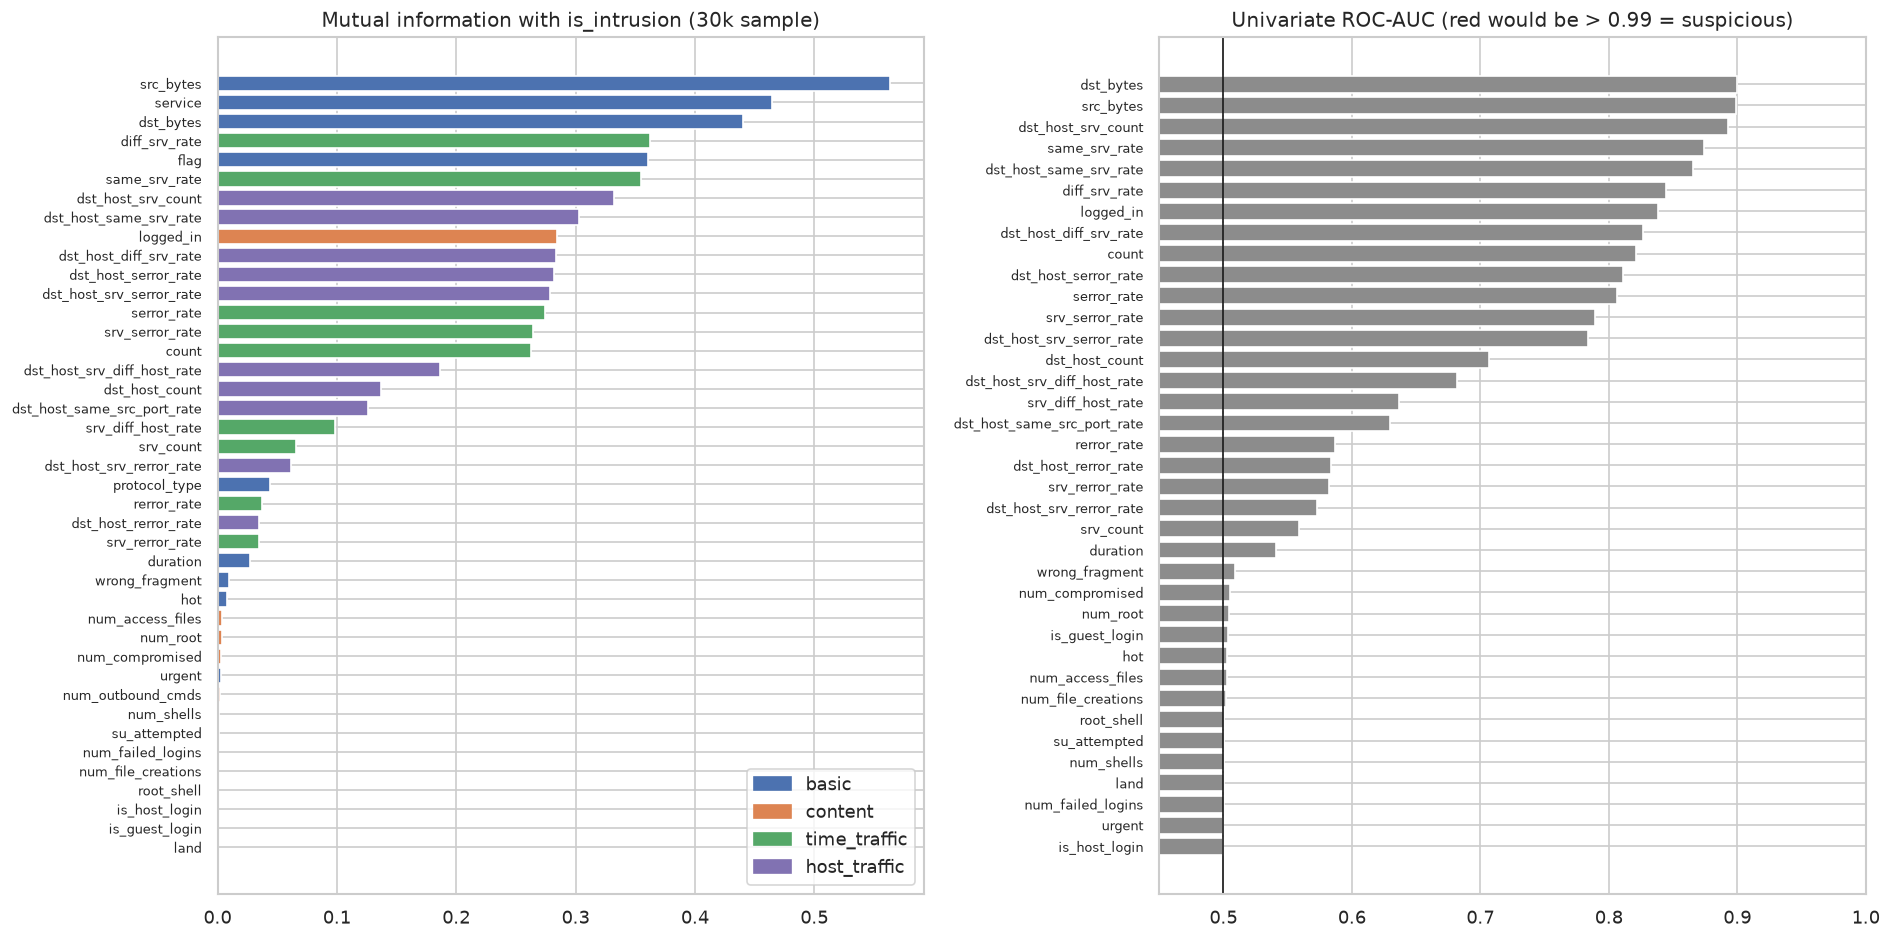 Mutual information with is_intrusion (30k sample)
src_bytes
service
dst_bytes
diff_srv_rate
flag
same_srv_rate
dst_host_srv_count
dst_host_same_srv_rate
logged_in
dst_host_diff_srv_rate
dst_host_serror_rate
dst_host_srv_serror_rate
serror_rate
srv_serror_rate
count
dst_host_srv_diff_host_rate
dst_host_count
dst_host_same_src_port_rate
srv_diff_host_rate
srv_count
dst_host_srv_rerror_rate
protocol_type
rerror_rate
dst_host_rerror_rate
srv_rerror_rate
duration
wrong_fragment
hot
num_access_files
num_root
num_compromised
urgent
num_outbound_cmds
num_shells
su_attempted
num_failed_logins
num_file_creations
root_shell
is_host_login
is_guest_login
land
basic
content
time_traffic
host_traffic
0.0 0.1 0.2 0.3 0.4 0.5
Univariate ROC-AUC (red would be > 0.99 = suspicious)
dst_bytes
src_bytes
dst_host_srv_count
same_srv_rate
dst_host_same_srv_rate
diff_srv_rate
logged_in
dst_host_diff_srv_rate
count
dst_host_serror_rate
serror_rate
srv_serror_rate
dst_host_srv_serror_rate
dst_host_count
dst_host_srv_diff_host_rate
srv_diff_host_rate
dst_host_same_src_port_rate
rerror_rate
dst_host_rerror_rate
srv_rerror_rate
dst_host_srv_rerror_rate
srv_count
duration
wrong_fragment
num_compromised
num_root
is_guest_login
hot
num_access_files
num_file_creations
root_shell
su_attempted
num_shells
land
num_failed_logins
urgent
is_host_login
0.5 0.6 0.7 0.8 0.9 1.0